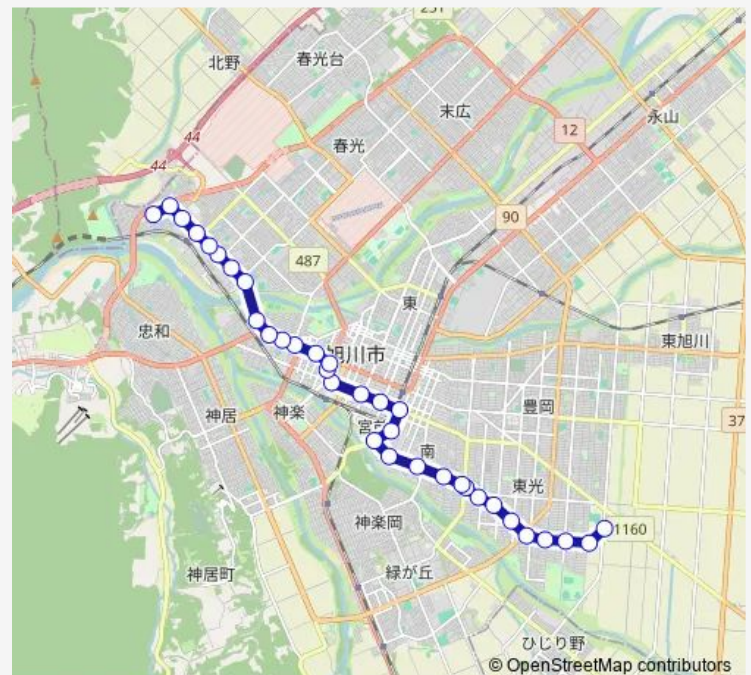 251
北野
春光台
末広
永山
12
44
44
春光
90
487
東
忠和
旭川市
東旭川
神居
神楽
豊岡
37
宮前
南
東光
神楽岡
1160
神居町
緑が丘
ひじり野
© OpenStreetMap contributors